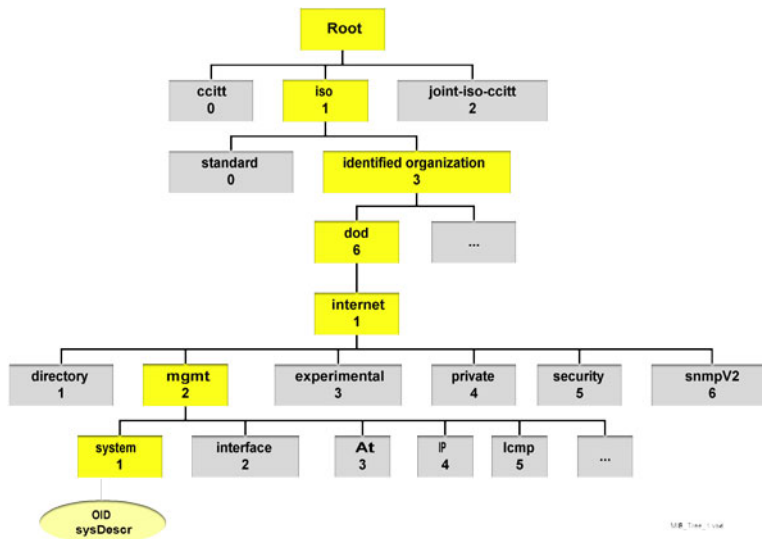 Root
ccitt
0
iso
1
joint-iso-ccitt
2
standard
0
identified organization
3
dod
6
...
internet
1
directory
1
mgmt
2
experimental
3
private
4
security
5
snmpV2
6
system
1
interface
2
At
3
IP
4
Icmp
5
...
OID
sysDescr